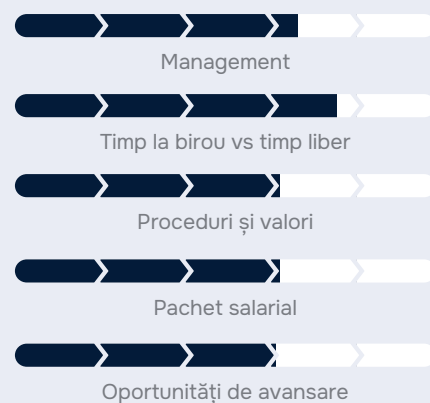 Management
Timp la birou vs timp liber
Proceduri și valori
Pachet salarial
Oportunități de avansare